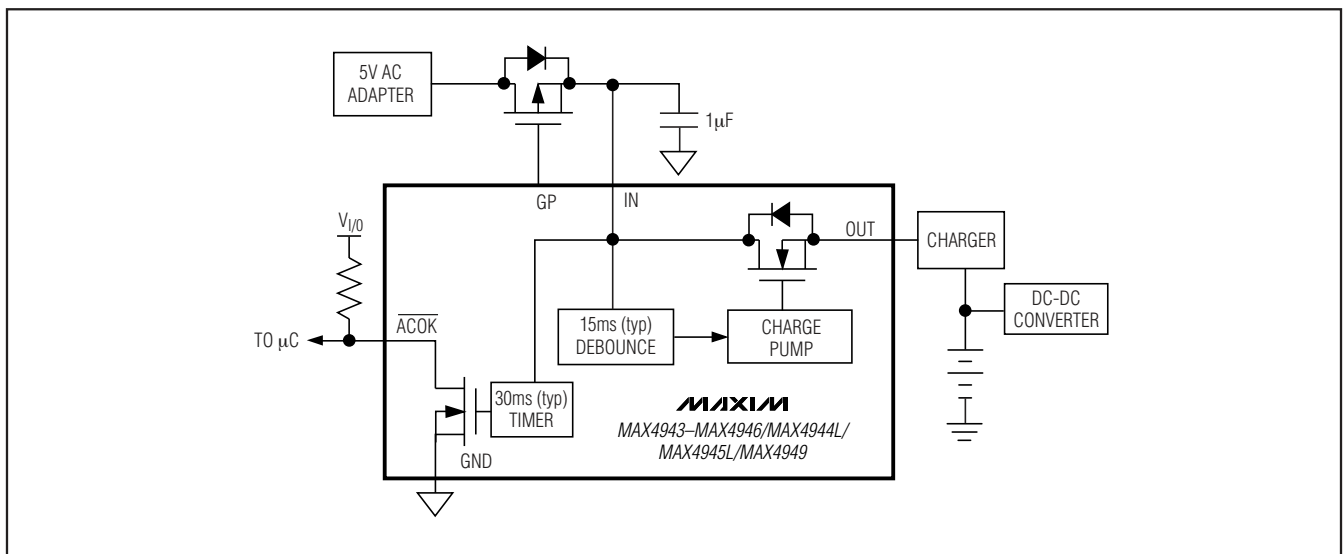 5V AC
ADAPTER
1μF
GP
IN
V I/0
OUT
CHARGER
DC-DC
CONVERTER
ACOK
TO μC
15ms (typ)
DEBOUNCE
CHARGE
PUMP
30ms (typ)
TIMER
GND
MAXIM
MAX4943–MAX4946/MAX4944L/
MAX4945L/MAX4949